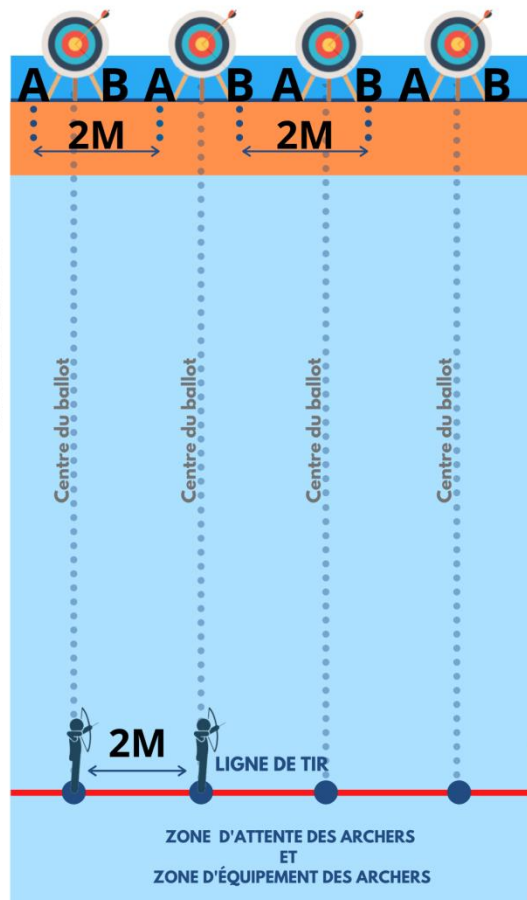 A B A B A B A B
2M 2M
Centre du ballot
Centre du ballot
Centre du ballot
Centre du ballot
2M
LIGNE DE TIR
ZONE D'ATTENTE DES ARCHERS
ET
ZONE D'ÉQUIPEMENT DES ARCHERS